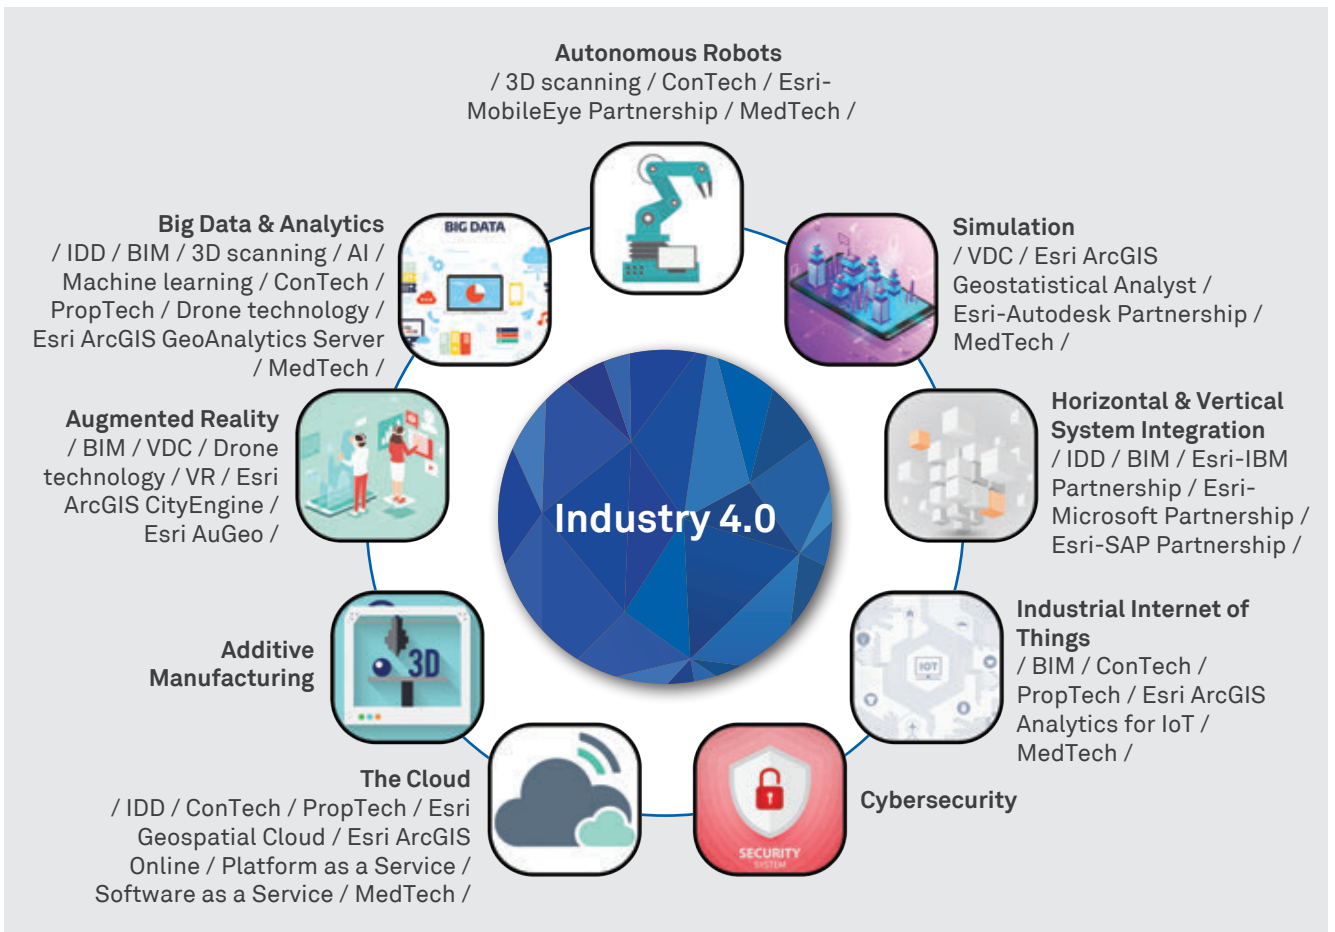 Autonomous Robots
/ 3D scanning / ConTech / Esri-
MobileEye Partnership / MedTech /
Big Data & Analytics
/ IDD / BIM / 3D scanning / AI /
Machine learning / ConTech /
PropTech / Drone technology /
Esri ArcGIS GeoAnalytics Server
/ MedTech /
BIG DATA
Simulation
/ VDC / Esri ArcGIS
Geostatistical Analyst /
Esri-Autodesk Partnership /
MedTech /
Augmented Reality
/ BIM / VDC / Drone
technology / VR / Esri
ArcGIS CityEngine /
Esri AuGeo /
Horizontal & Vertical
System Integration
/ IDD / BIM / Esri-IBM
Partnership / Esri-
Microsoft Partnership /
Esri-SAP Partnership /
Industry 4.0
Additive
Manufacturing
3D
Industrial Internet of
Things
/ BIM / ConTech /
PropTech / Esri ArcGIS
Analytics for IoT /
MedTech /
IOT
The Cloud
/ IDD / ConTech / PropTech / Esri
Geospatial Cloud / Esri ArcGIS
Online / Platform as a Service /
Software as a Service / MedTech /
Cybersecurity
SECURITY
SYSTEM